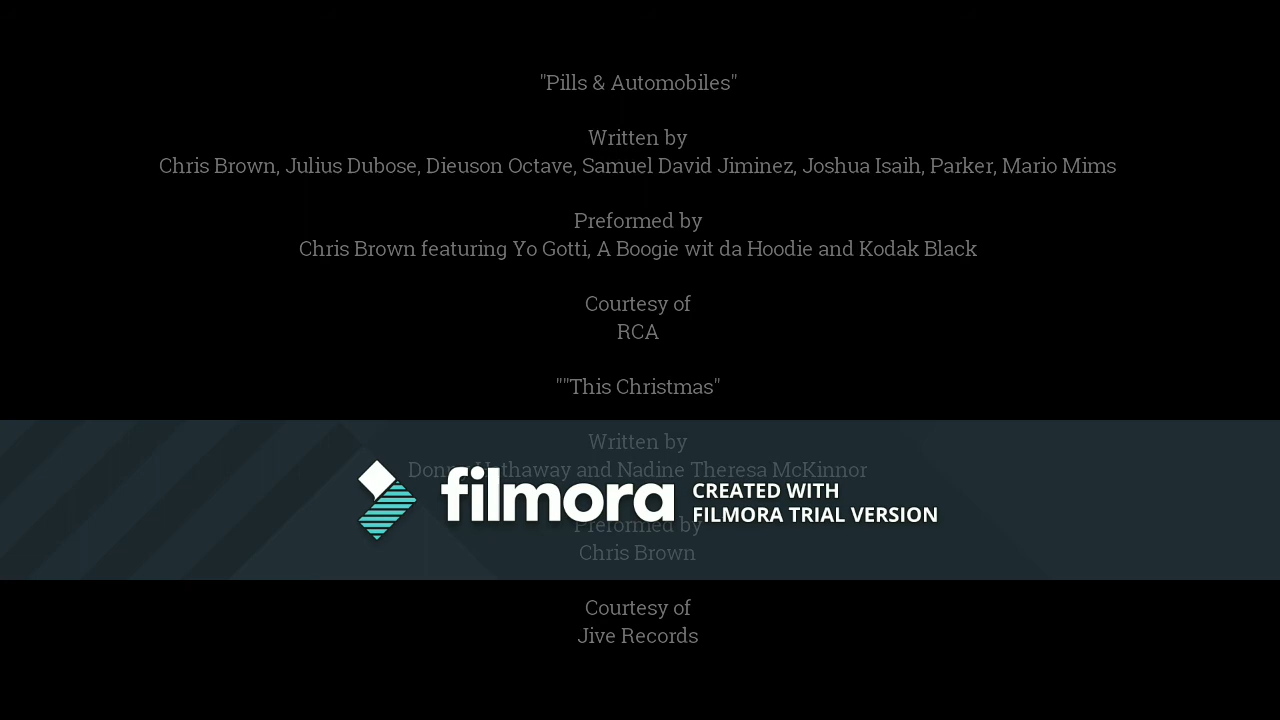 "Pills & Automobiles"
Written by
Chris Brown, Julius Dubose, Dieuson Octave, Samuel David Jiminez, Joshua Isaih, Parker, Mario Mims
Preformed by
Chris Brown featuring Yo Gotti, A Boogie wit da Hoodie and Kodak Black
Courtesy of
RCA
""This Christmas"
Written by
Hathaway and Nadine Theresa McKinnor
filmora CREATED WITH
FILMORA TRIAL VERSION
Preformed by
Chris Brown
Courtesy of
Jive Records